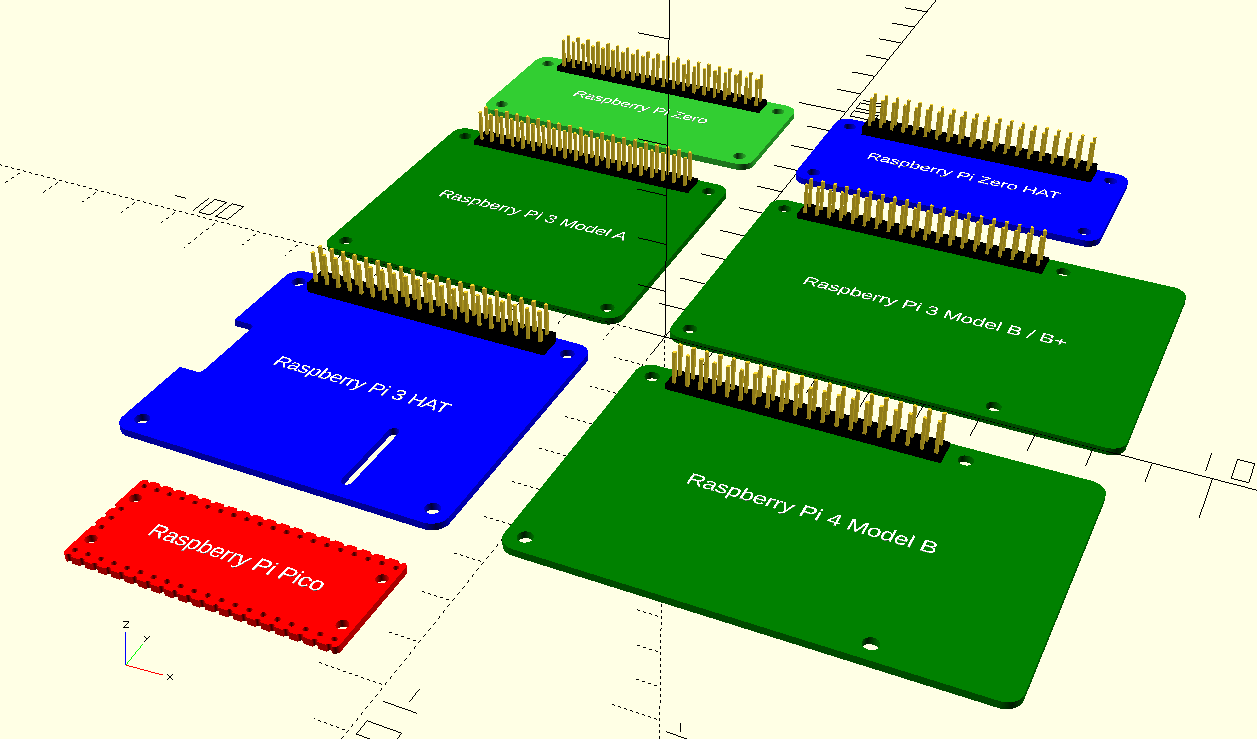 Raspberry Pi Zero
Raspberry Pi Zero HAT
Raspberry Pi 3 Model A
Raspberry Pi 3 Model B / B+
Raspberry Pi 3 HAT
Raspberry Pi 4 Model B
Raspberry Pi Pico
Z
Y
X